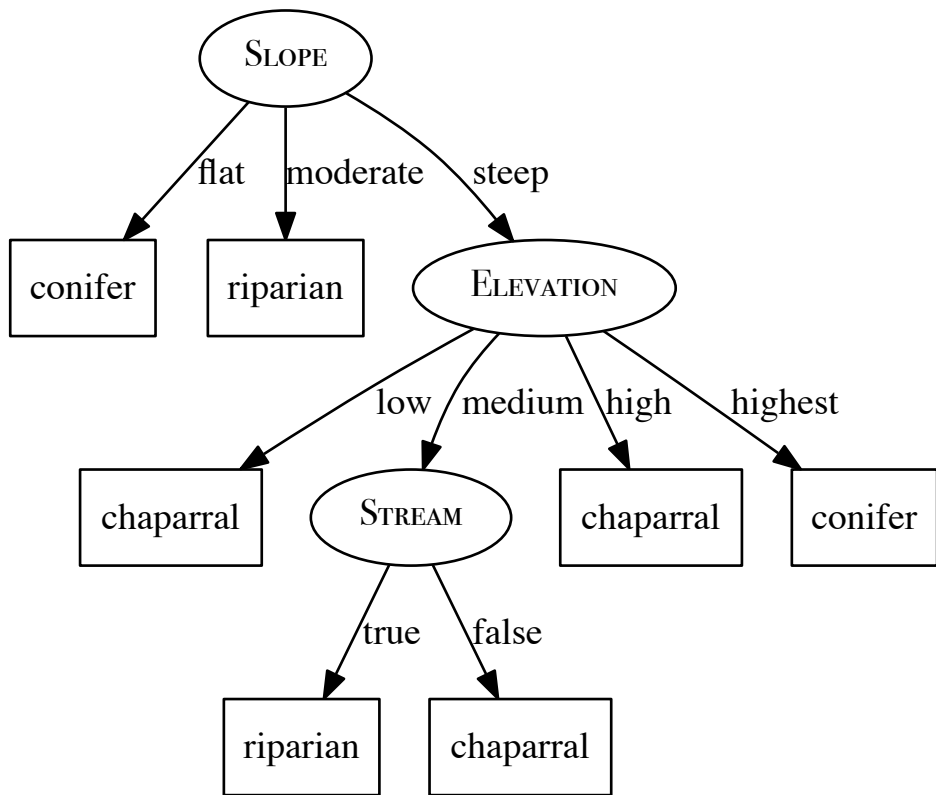 SLOPE
flat
moderate
steep
conifer
riparian
ELEVATION
low
medium
high
highest
chaparral
STREAM
chaparral
conifer
true
false
riparian
chaparral